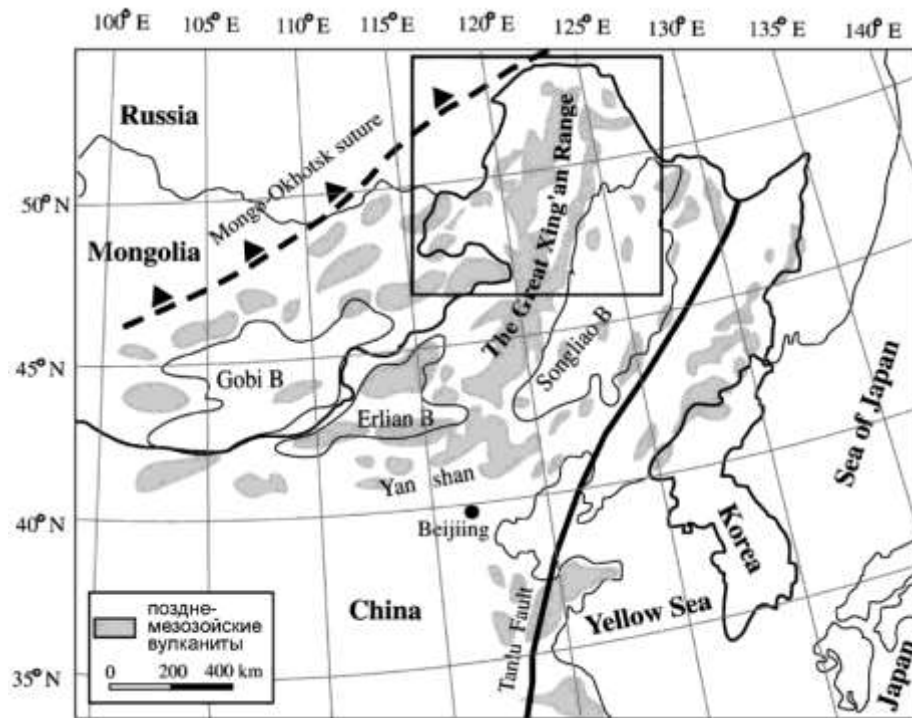 100°E 105°E 110°E 115°E 120°E 125°E 130°E 135°E 140°E
Russia
Mongo-Okhotsk suture
The Great Xing'an Range
50°N
Mongolia
45°N
Gobi B
Songliao B
Erlian B
Sea of Japan
Yan shan
40°N
Beijiing
Korea
China
Yellow Sea
Tanlu Fault
Japan
поздне-
мезозойские
вулканиты
0 200 400 km
35°N